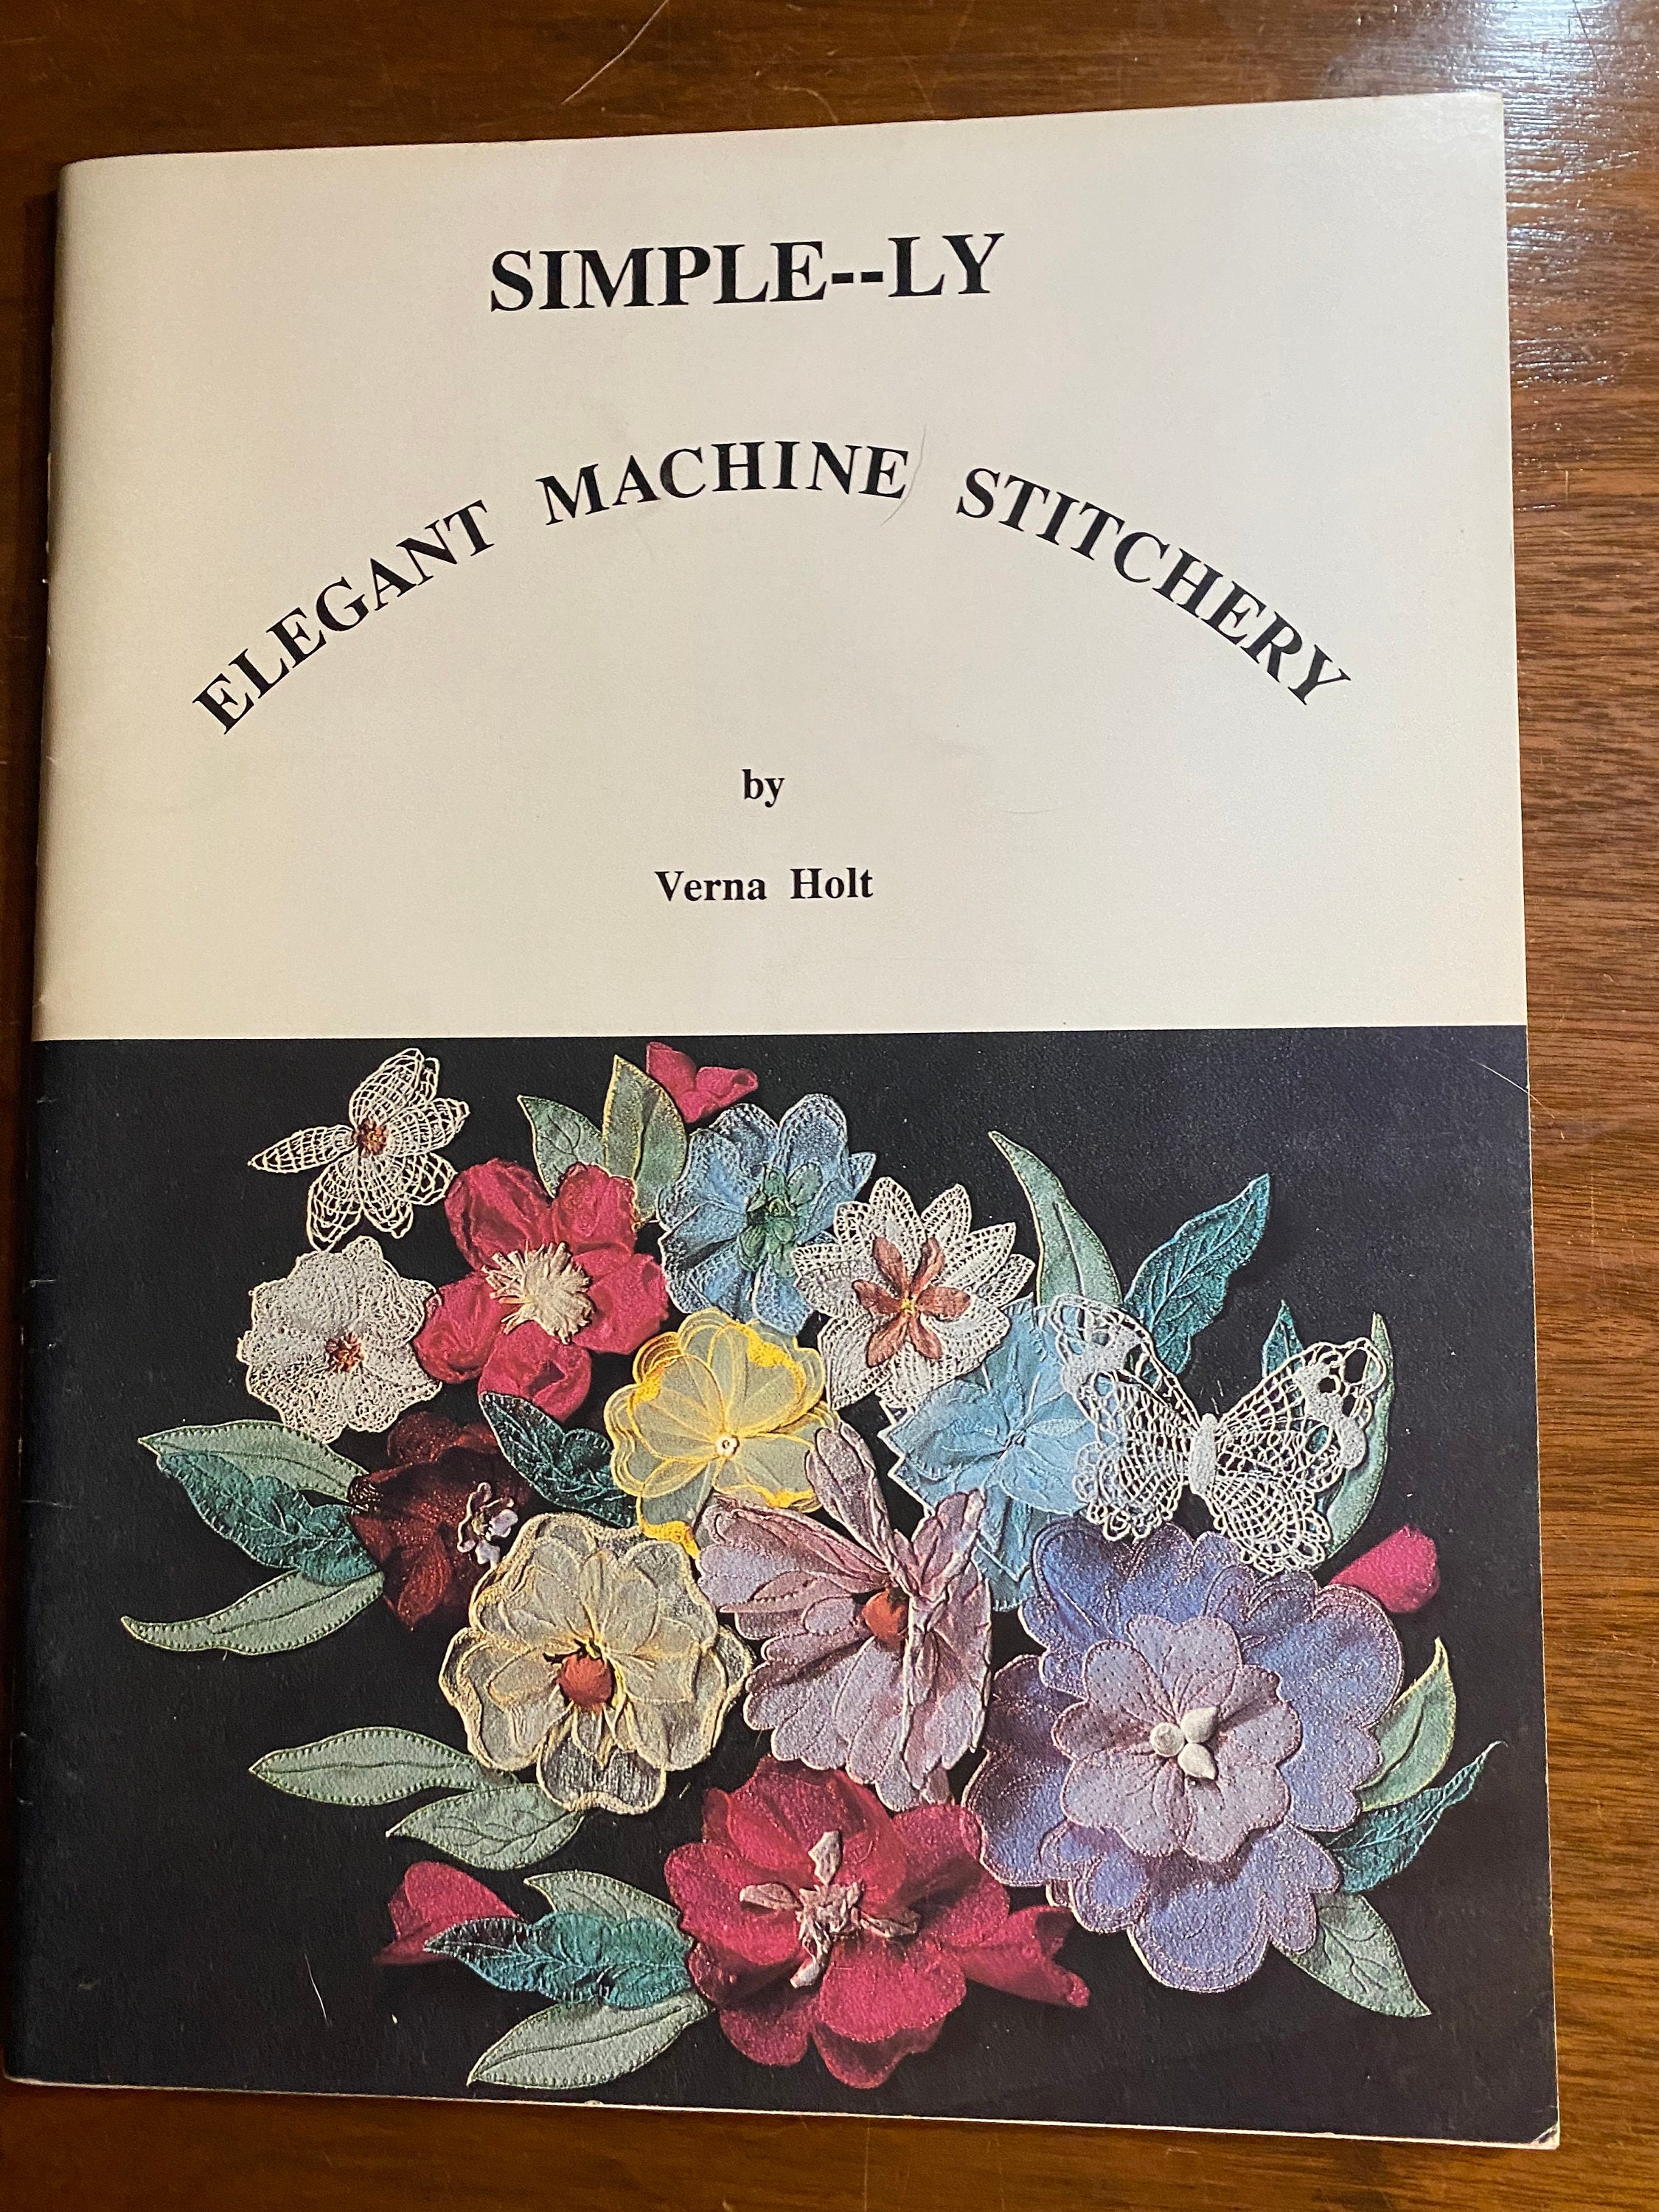 SIMPLE--LY
ELEGANT MACHINE STITCHERY
by
Verna Holt